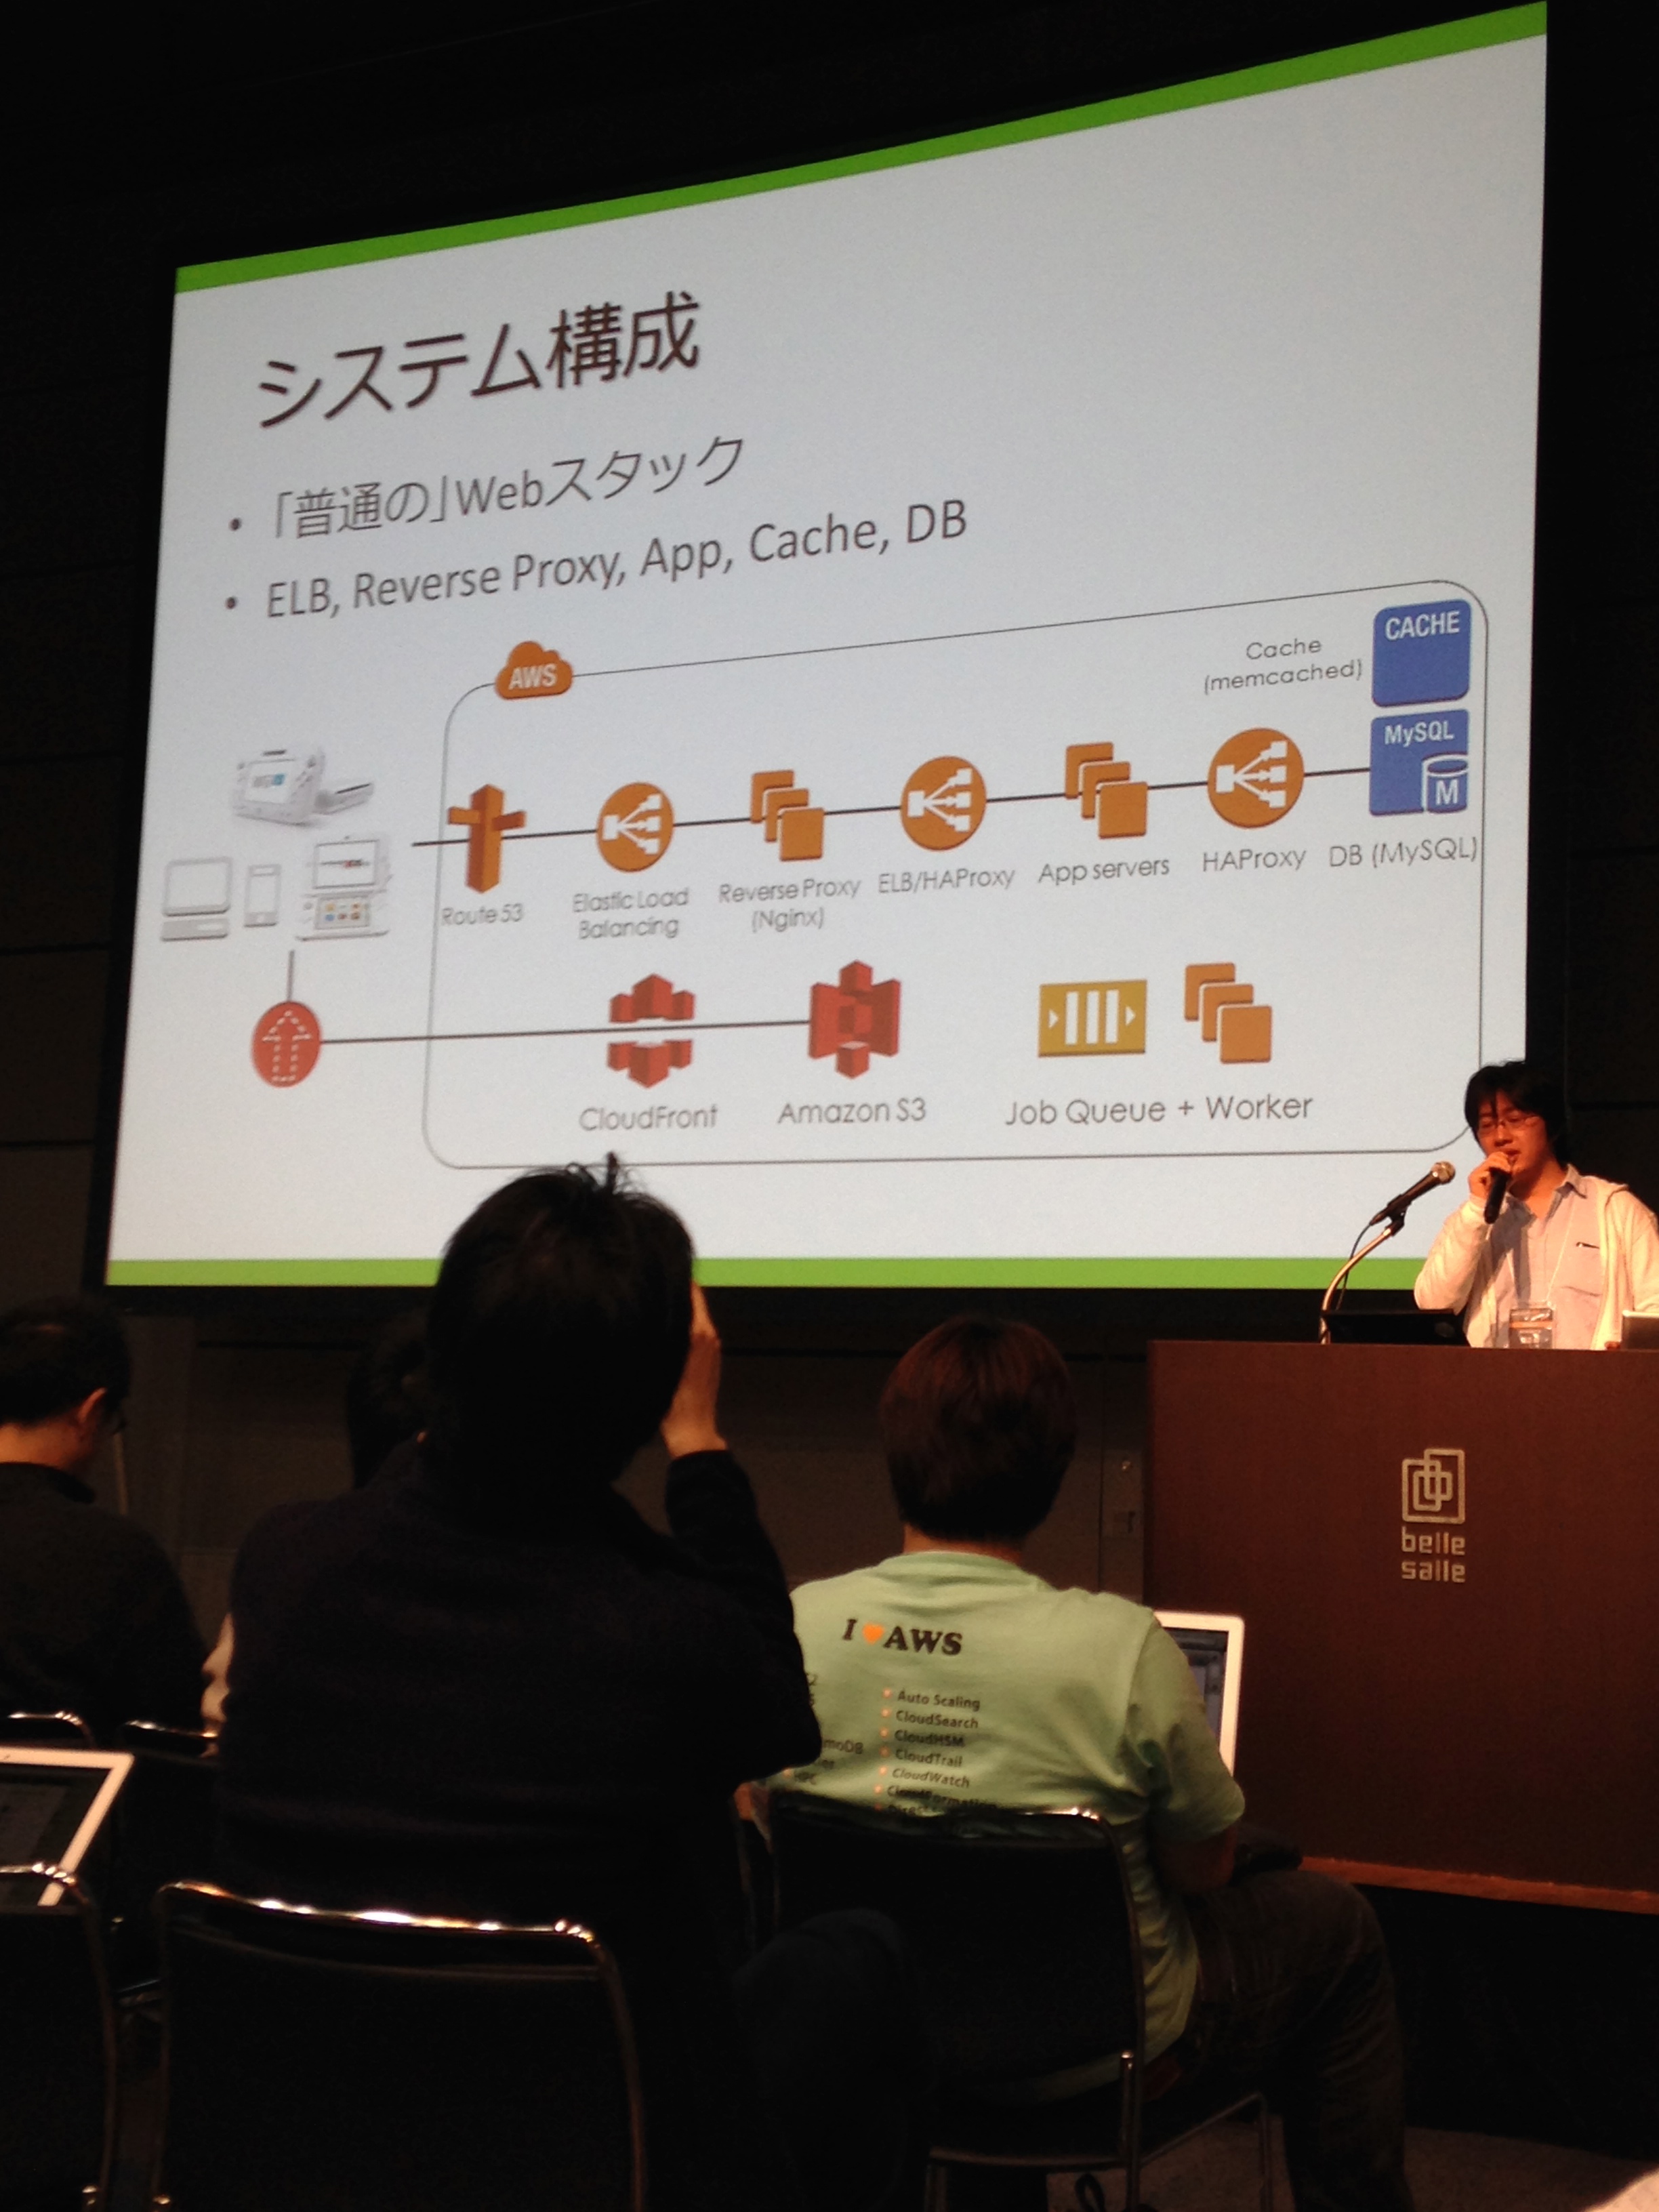 システム構成
• 「普通の」Webスタック
• ELB, Reverse Proxy, App, Cache, DB
AWS
CACHE
Cache
(memcached)
MySQL
M
Route 53
Elastic Load
Balancing
Reverse Proxy
(Nginx)
ELB/HAProxy
App servers
HAProxy
DB (MySQL)
CloudFront
Amazon S3
Job Queue + Worker
belle
salle
I AWS
Auto Scaling
CloudSearch
CloudHSM
CloudTrail
CloudWatch